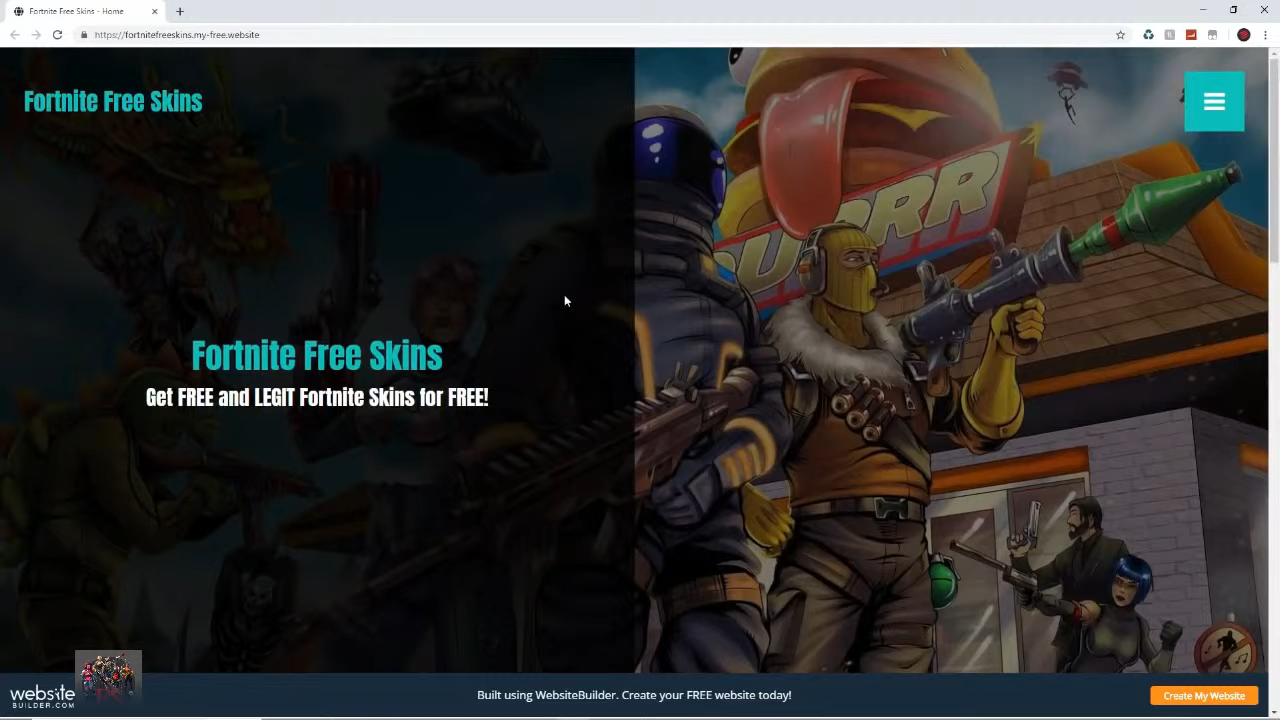 Fortnite Free Skins - Home
https://fortnitefreeskins.my-free.website
Fortnite Free Skins
URRR
Fortnite Free Skins
Get FREE and LEGIT Fortnite Skins for FREE!
website
BUILDER.COM
Built using WebsiteBuilder. Create your FREE website today!
Create My Website